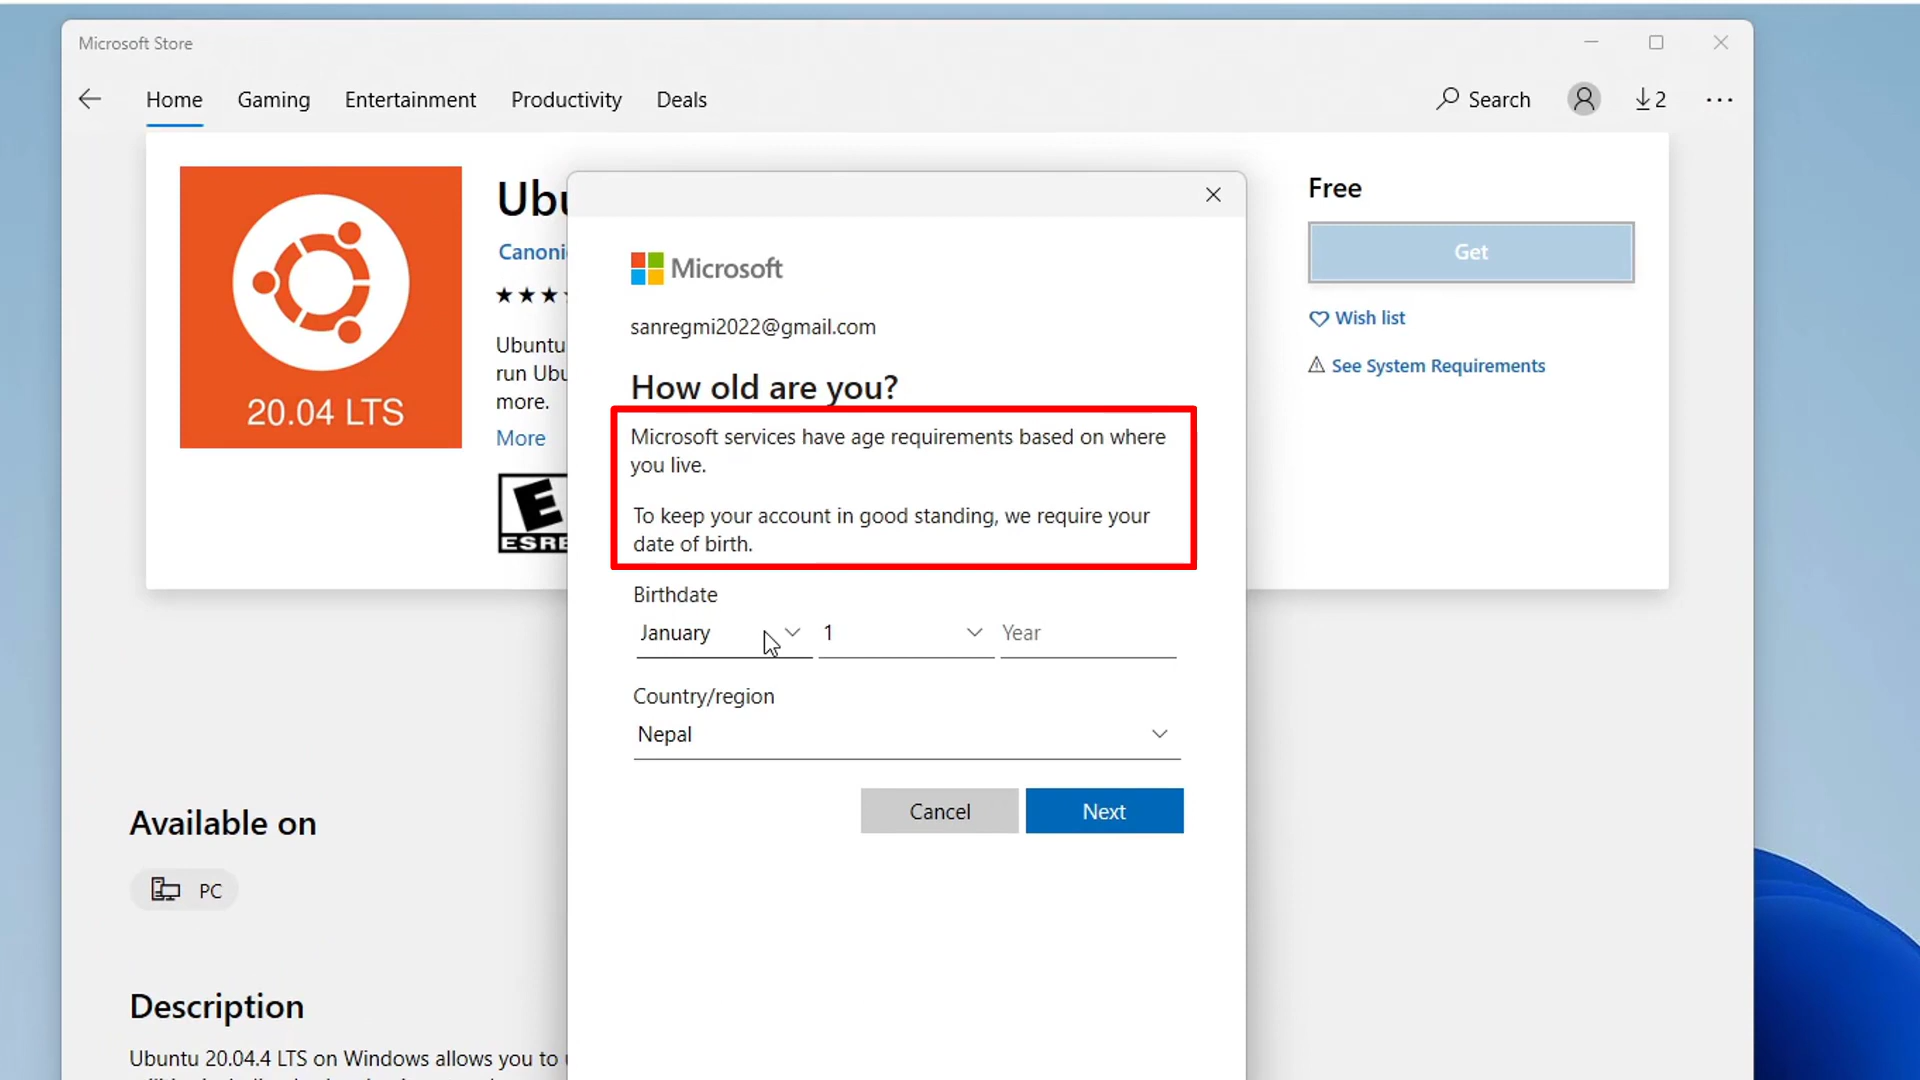 Microsoft Store
Home Gaming Entertainment Productivity Deals Search 2
20.04 LTS
Ubu
Canoni
Ubuntu
run Ubu
more.
More
E
ESRB
Microsoft
sanregmi2022@gmail.com
How old are you?
Microsoft services have age requirements based on where
you live.
To keep your account in good standing, we require your
date of birth.
Birthdate
January 1 Year
Country/region
Nepal
Cancel Next
Free
Get
Wish list
See System Requirements
Available on
PC
Description
Ubuntu 20.04.4 LTS on Windows allows you to